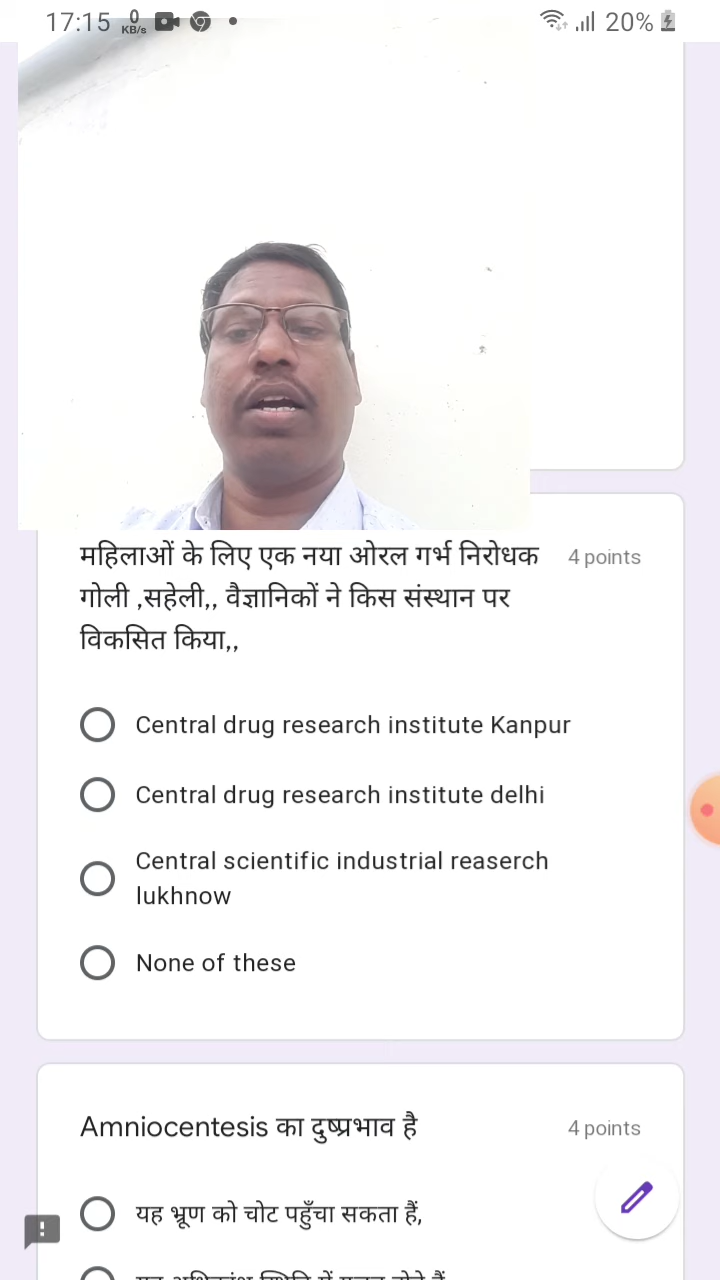 17:15 0 KB/s 20%
महिलाओं के लिए एक नया ओरल गर्भ निरोधक 4 points
गोली ,सहेली,, वैज्ञानिकों ने किस संस्थान पर
विकसित किया,,
Central drug research institute Kanpur
Central drug research institute delhi
Central scientific industrial reaserch
lukhnow
None of these
Amniocentesis का दुष्प्रभाव है 4 points
यह भ्रूण को चोट पहुँचा सकता हैं,